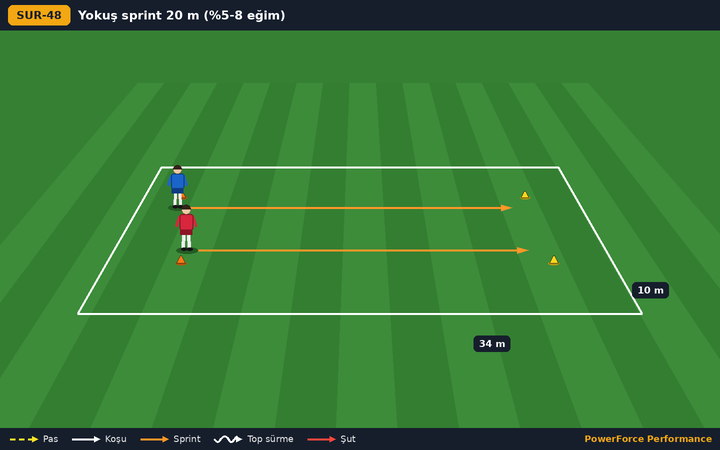 SUR-48 Yokuş sprint 20 m (%5-8 eğim)
10 m
34 m
Pas Koşu Sprint Top sürme Şut PowerForce Performance